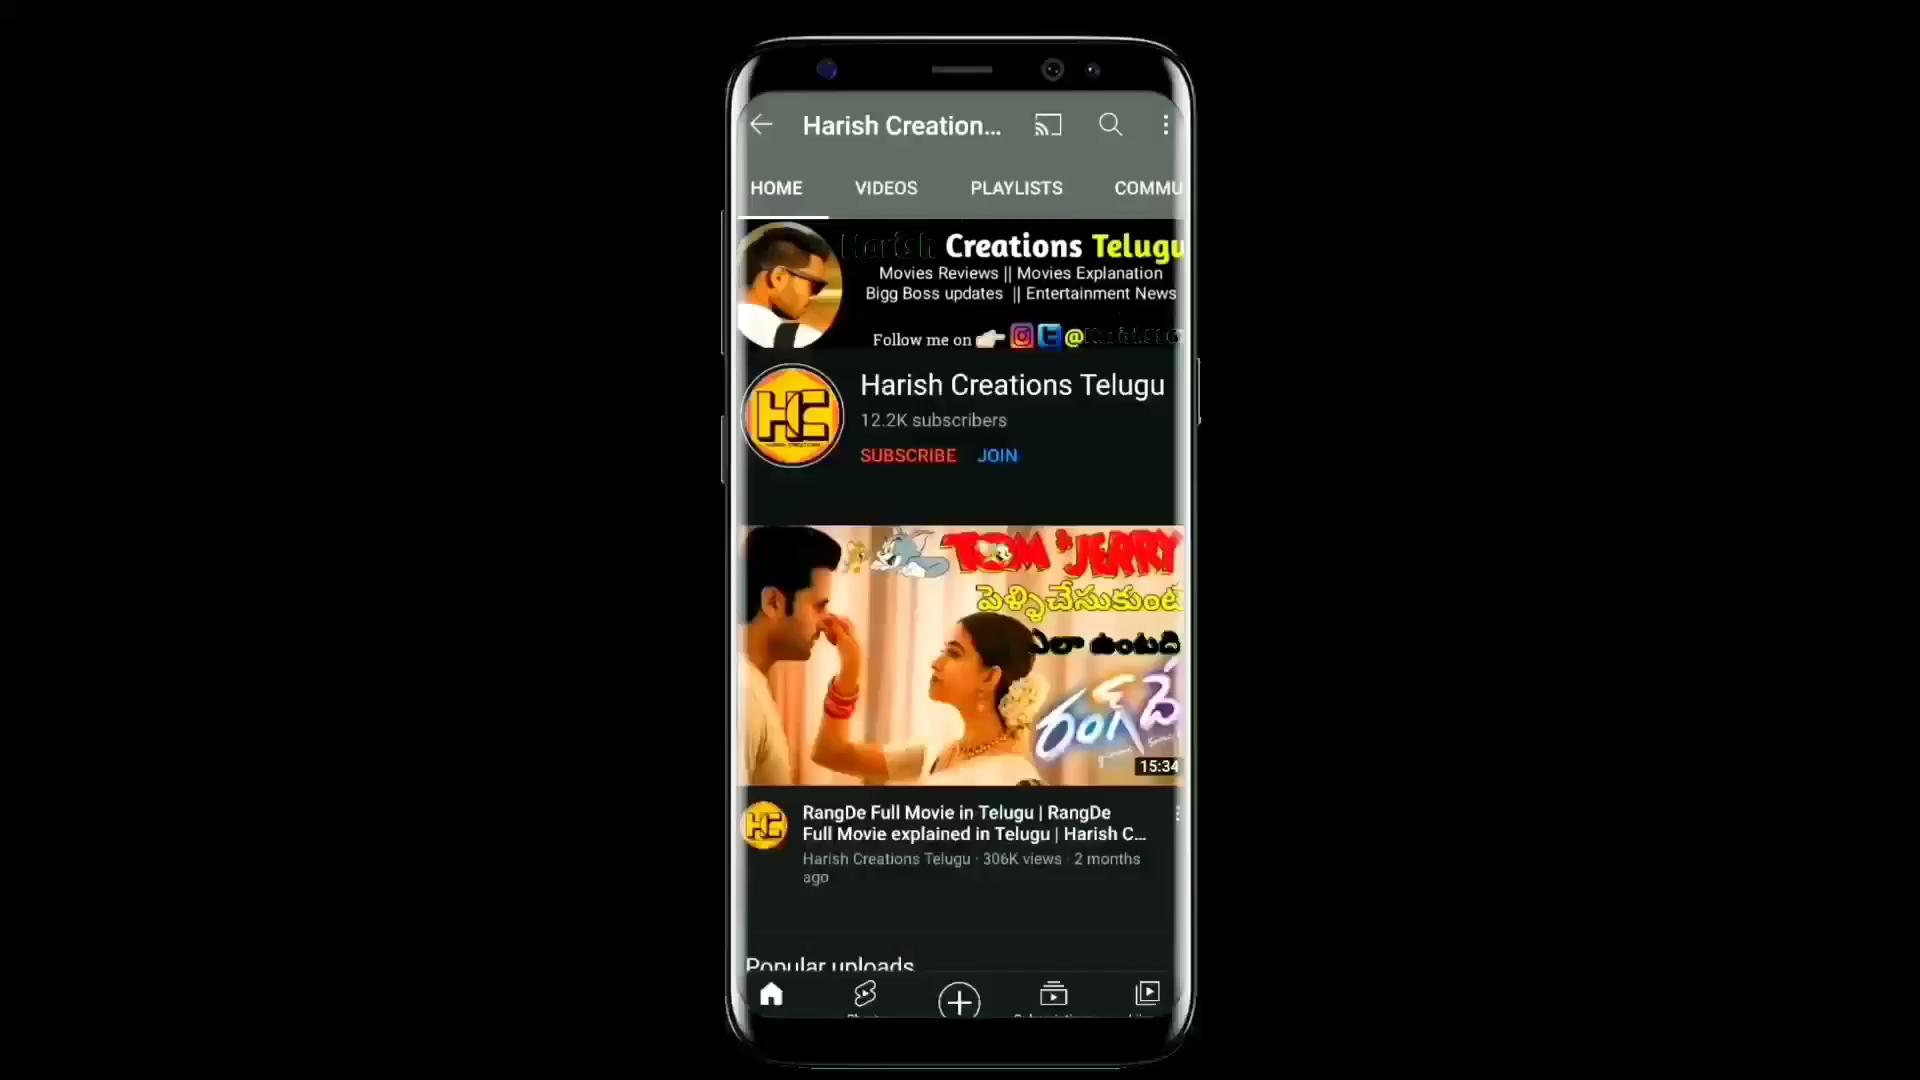 Harish Creation...
HOME VIDEOS PLAYLISTS COMMU
Harish Creations Telugu
Movies Reviews || Movies Explanation
Bigg Boss updates || Entertainment News
Follow me on
Harish Creations Telugu
12.2K subscribers
SUBSCRIBE JOIN
HC
TOM & JERRY
పెళ్ళిచేసుకుంట
ఎలా ఉంటుంది
రంగ్ దే
15:34
HC
RangDe Full Movie in Telugu | RangDe
Full Movie explained in Telugu | Harish C...
Harish Creations Telugu · 306K views · 2 months
ago
Popular uploads